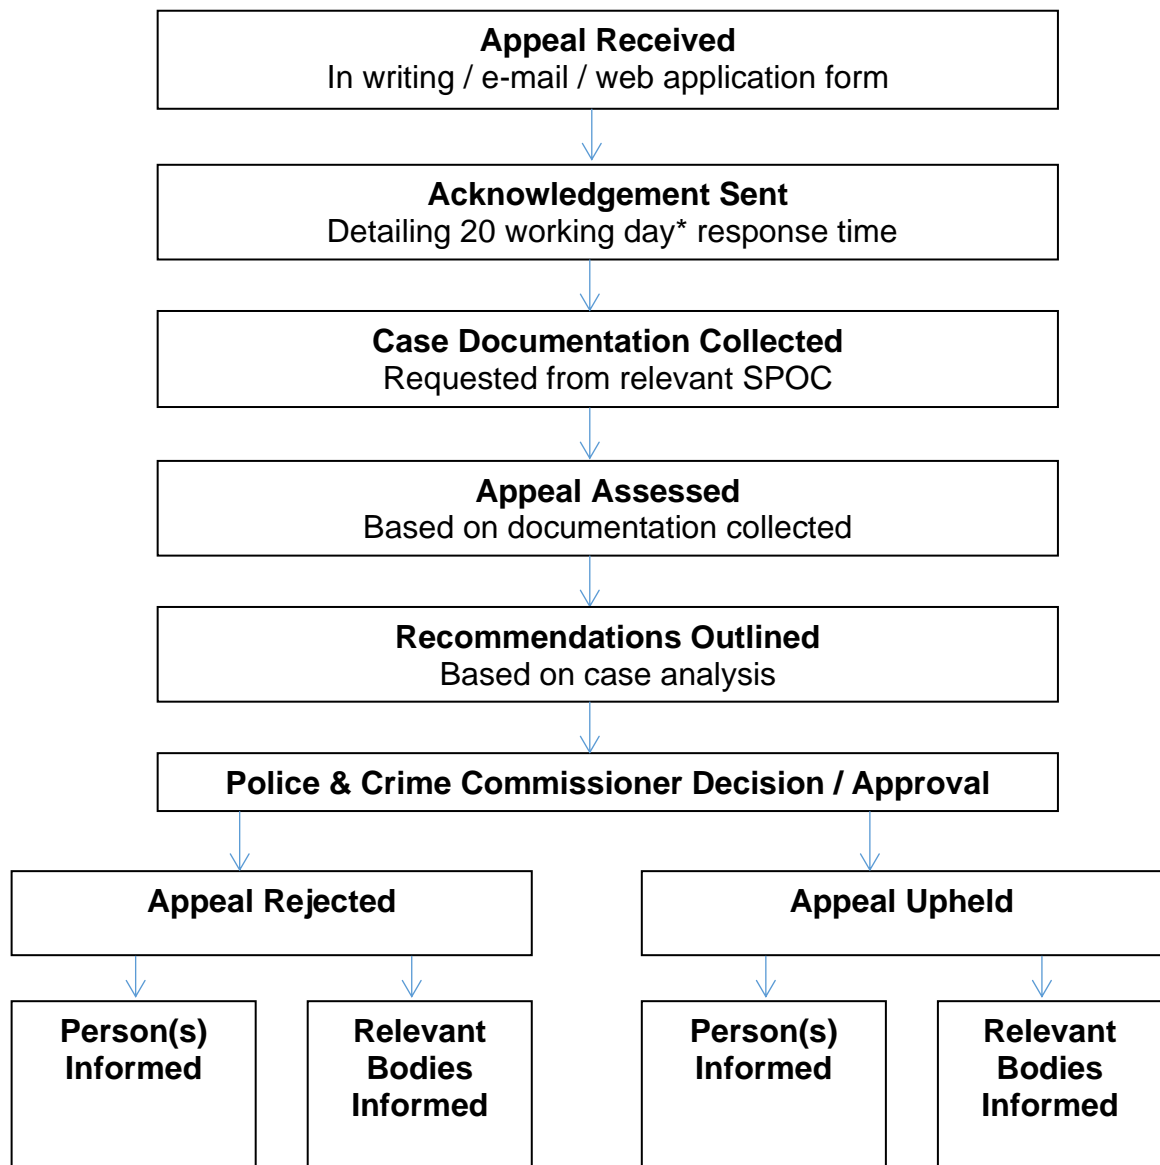 Appeal Received
In writing / e-mail / web application form
Acknowledgement Sent
Detailing 20 working day* response time
Case Documentation Collected
Requested from relevant SPOC
Appeal Assessed
Based on documentation collected
Recommendations Outlined
Based on case analysis
Police & Crime Commissioner Decision / Approval
Appeal Rejected
Appeal Upheld
Person(s)
Informed
Relevant
Bodies
Informed
Person(s)
Informed
Relevant
Bodies
Informed